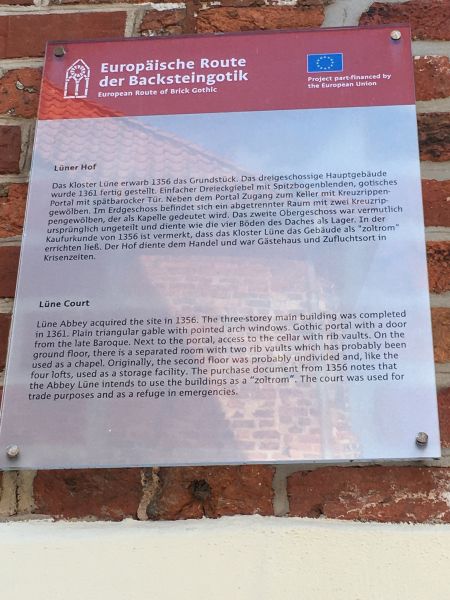 Europäische Route
der Backsteingotik
European Route of Brick Gothic
Project part-financed by
the European Union
Lüner Hof
Das Kloster Lüne erwarb 1356 das Grundstück. Das dreigeschossige Hauptgebäude
wurde 1361 fertig gestellt. Einfacher Dreieckgiebel mit Spitzbogenblenden, gotisches
Portal mit spätbarocker Tür. Neben dem Portal Zugang zum Keller mit Kreuzrippen-
gewölben. Im Erdgeschoss befindet sich ein abgetrennter Raum mit zwei Kreuzrip-
pengewölben, der als Kapelle gedeutet wird. Das zweite Obergeschoss war vermutlich
ursprünglich ungeteilt und diente wie die vier Böden des Daches als Lager. In der
Kaufurkunde von 1356 ist vermerkt, dass das Kloster Lüne das Gebäude als "zoltrom"
errichten ließ. Der Hof diente dem Handel und war Gästehaus und Zufluchtsort in
Krisenzeiten.
Lüne Court
Lüne Abbey acquired the site in 1356. The three-storey main building was completed
in 1361. Plain triangular gable with pointed arch windows. Gothic portal with a door
from the late Baroque. Next to the portal, access to the cellar with rib vaults. On the
ground floor, there is a separated room with two rib vaults which has probably been
used as a chapel. Originally, the second floor was probably undivided and, like the
four lofts, used as a storage facility. The purchase document from 1356 notes that
the Abbey Lüne intends to use the buildings as a "zoltrom". The court was used for
trade purposes and as a refuge in emergencies.